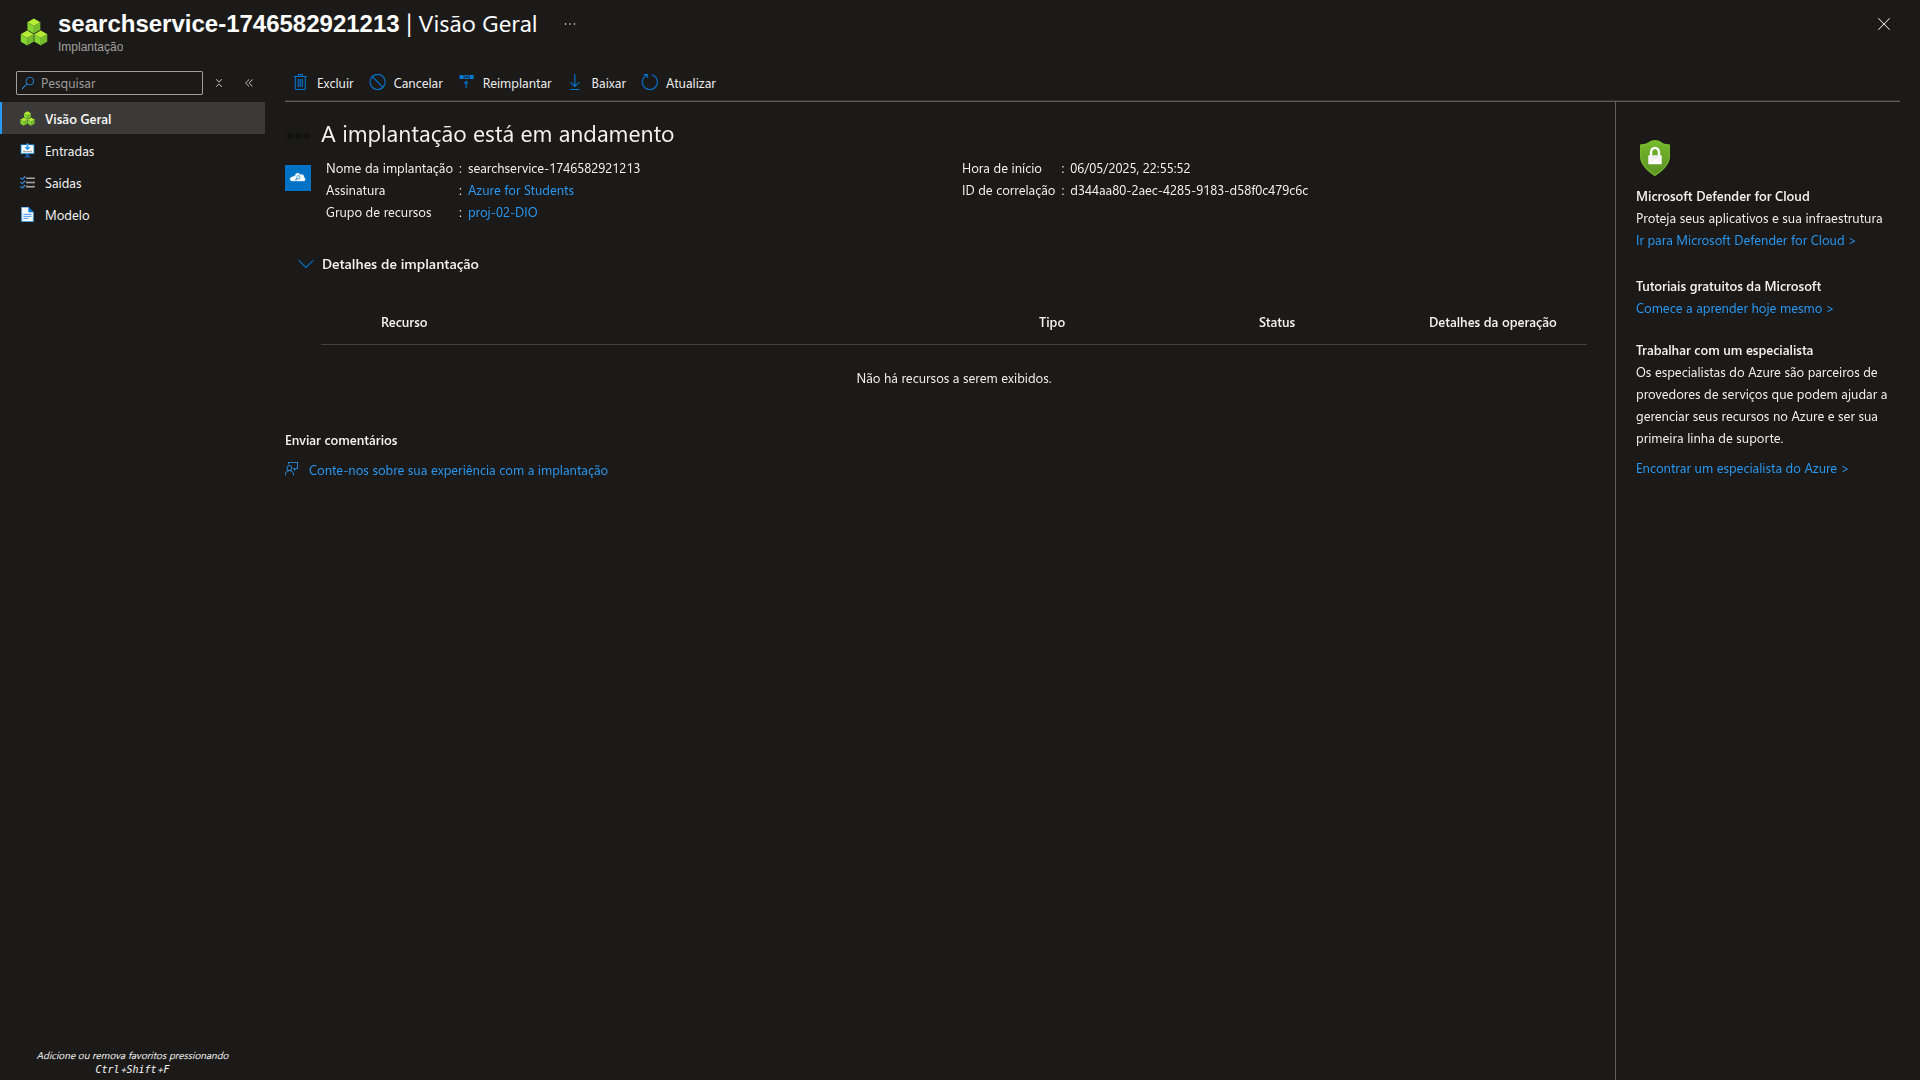 searchservice-1746582921213 | Visão Geral ...
Implantação
Pesquisar
Excluir Cancelar Reimplantar Baixar Atualizar
Visão Geral
Entradas
Saídas
Modelo
A implantação está em andamento
Nome da implantação : searchservice-1746582921213
Assinatura : Azure for Students
Grupo de recursos : proj-02-DIO
Hora de início : 06/05/2025, 22:55:52
ID de correlação : d344aa80-2aec-4285-9183-d58f0c479c6c
Detalhes de implantação
Recurso Tipo Status Detalhes da operação
Não há recursos a serem exibidos.
Enviar comentários
Conte-nos sobre sua experiência com a implantação
Microsoft Defender for Cloud
Proteja seus aplicativos e sua infraestrutura
Ir para Microsoft Defender for Cloud >
Tutoriais gratuitos da Microsoft
Comece a aprender hoje mesmo >
Trabalhar com um especialista
Os especialistas do Azure são parceiros de
provedores de serviços que podem ajudar a
gerenciar seus recursos no Azure e ser sua
primeira linha de suporte.
Encontrar um especialista do Azure >
Adicione ou remova favoritos pressionando
Ctrl+Shift+F